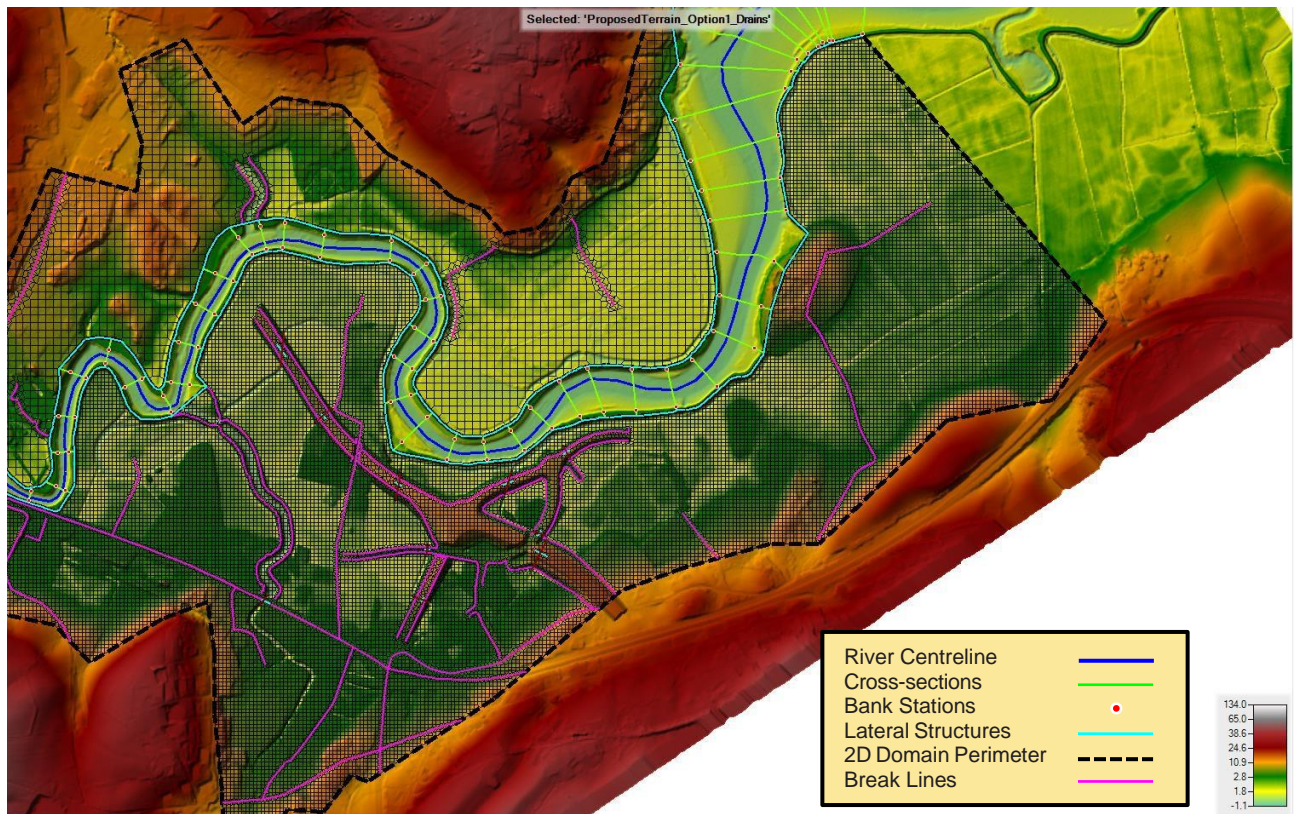 Selected: 'ProposedTerrain_Option1_Drains'
River Centreline
Cross-sections
Bank Stations
Lateral Structures
2D Domain Perimeter
Break Lines
134.0
65.0
38.6
24.6
10.9
2.8
1.8
-1.1